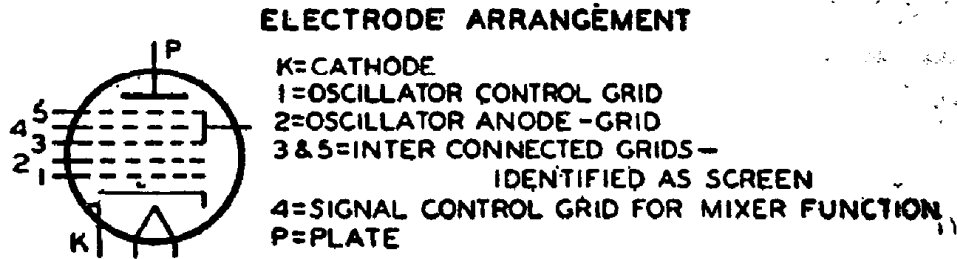 ELECTRODE ARRANGEMENT
P
K=CATHODE
1=OSCILLATOR CONTROL GRID
2=OSCILLATOR ANODE-GRID
3&5=INTER CONNECTED GRIDS—
IDENTIFIED AS SCREEN
4=SIGNAL CONTROL GRID FOR MIXER FUNCTION
P=PLATE
5
4
3
2
1
K